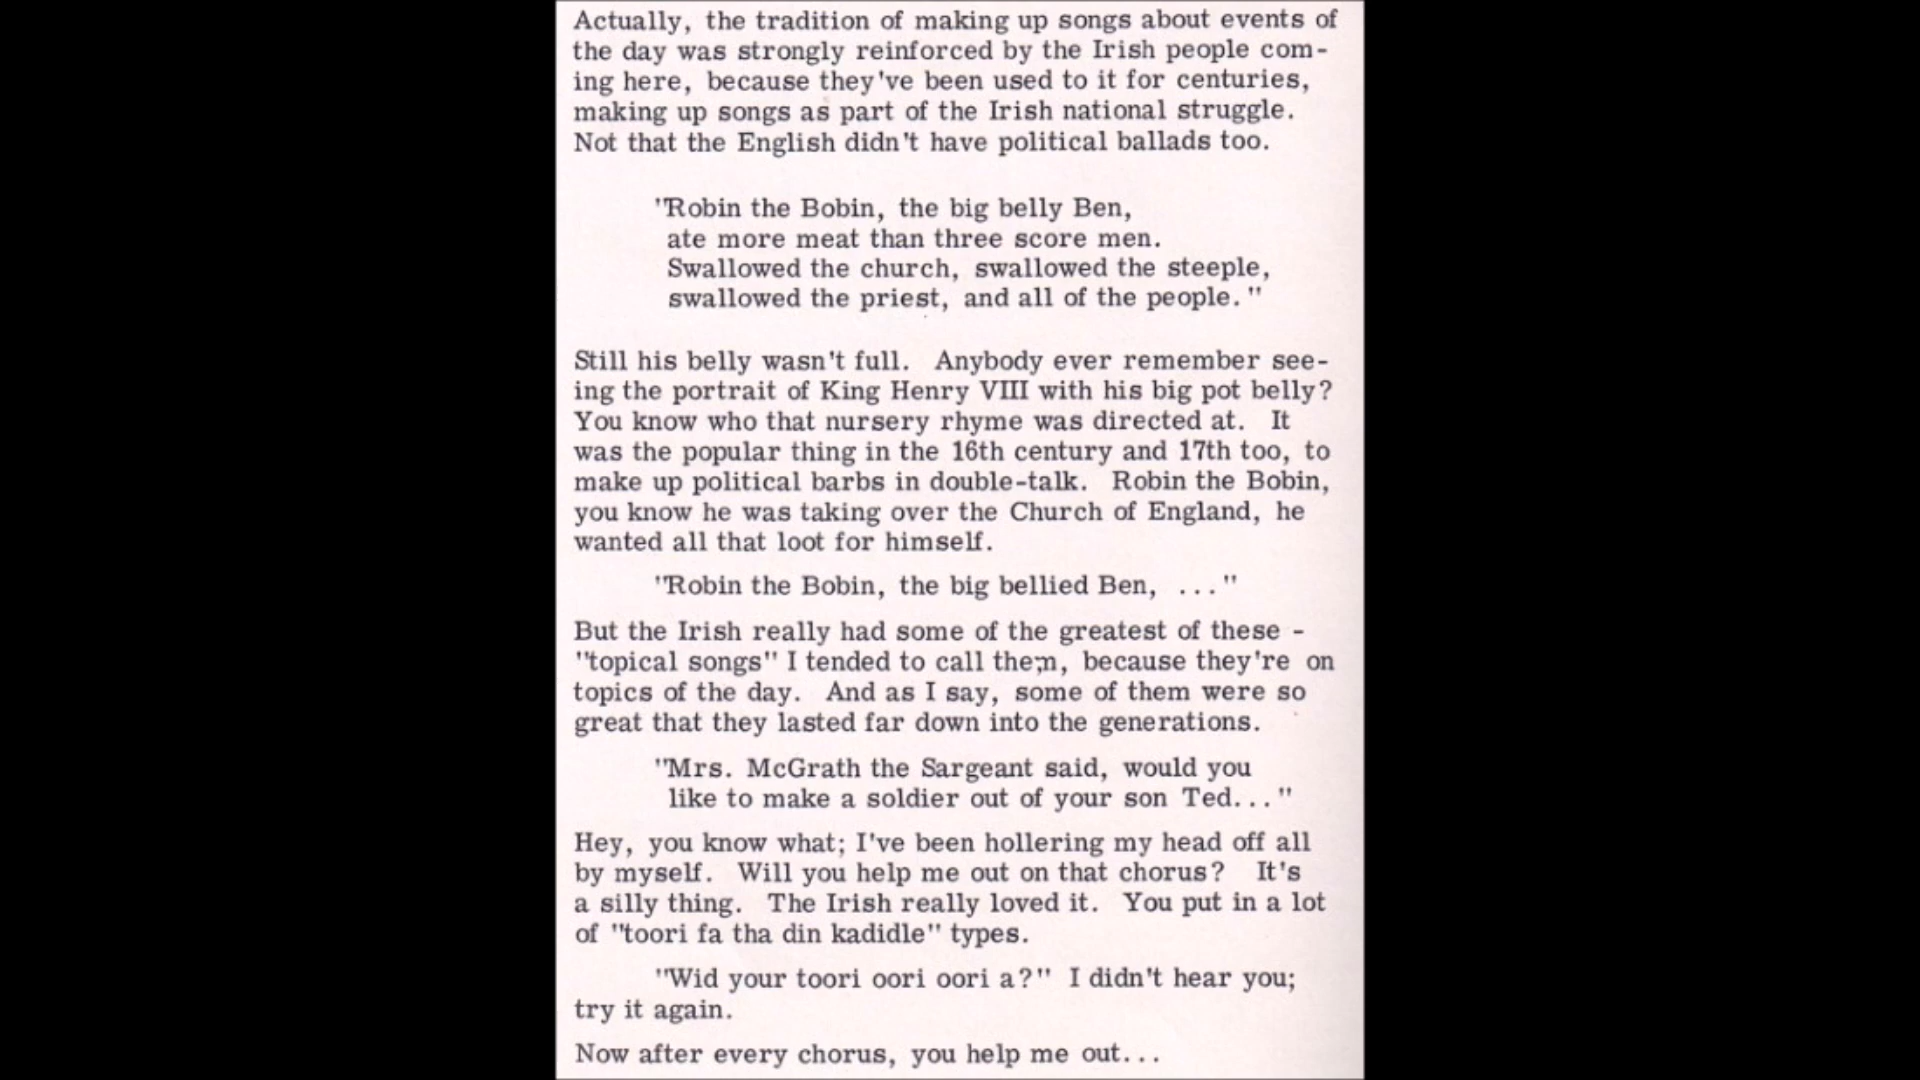 Actually, the tradition of making up songs about events of
the day was strongly reinforced by the Irish people com-
ing here, because they've been used to it for centuries,
making up songs as part of the Irish national struggle.
Not that the English didn't have political ballads too.
"Robin the Bobin, the big belly Ben,
ate more meat than three score men.
Swallowed the church, swallowed the steeple,
swallowed the priest, and all of the people."
Still his belly wasn't full. Anybody ever remember see-
ing the portrait of King Henry VIII with his big pot belly?
You know who that nursery rhyme was directed at. It
was the popular thing in the 16th century and 17th too, to
make up political barbs in double-talk. Robin the Bobin,
you know he was taking over the Church of England, he
wanted all that loot for himself.
"Robin the Bobin, the big bellied Ben, ..."
But the Irish really had some of the greatest of these -
"topical songs" I tended to call them, because they're on
topics of the day. And as I say, some of them were so
great that they lasted far down into the generations.
"Mrs. McGrath the Sargeant said, would you
like to make a soldier out of your son Ted..."
Hey, you know what; I've been hollering my head off all
by myself. Will you help me out on that chorus? It's
a silly thing. The Irish really loved it. You put in a lot
of "toori fa tha din kadidle" types.
"Wid your toori oori oori a?" I didn't hear you;
try it again.
Now after every chorus, you help me out...